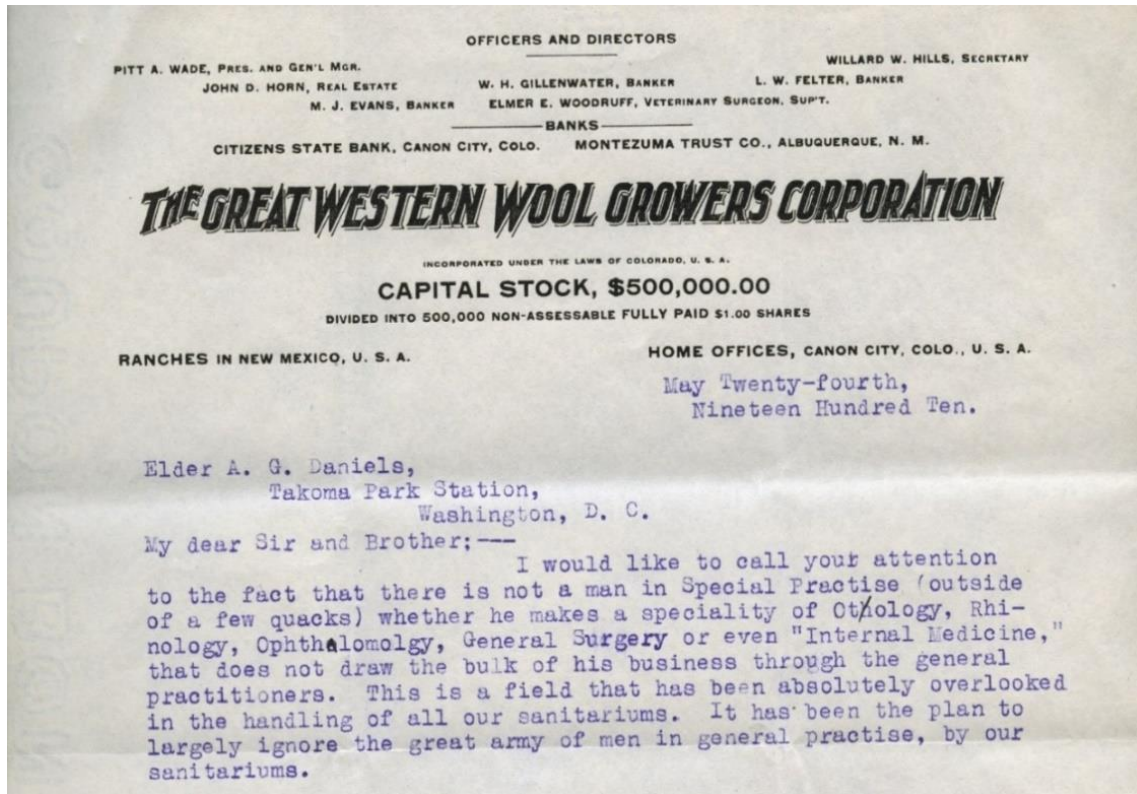 OFFICERS AND DIRECTORS
PITT A. WADE, PRES. AND GEN'L MGR. WILLARD W. HILLS, SECRETARY
JOHN D. HORN, REAL ESTATE W. H. GILLENWATER, BANKER L. W. FELTER, BANKER
M. J. EVANS, BANKER ELMER E. WOODRUFF, VETERINARY SURGEON, SUP'T.
BANKS
CITIZENS STATE BANK, CANON CITY, COLO. MONTEZUMA TRUST CO., ALBUQUERQUE, N. M.
THE GREAT WESTERN WOOL GROWERS CORPORATION
INCORPORATED UNDER THE LAWS OF COLORADO, U. S. A.
CAPITAL STOCK, $500,000.00
DIVIDED INTO 500,000 NON-ASSESSABLE FULLY PAID $1.00 SHARES
RANCHES IN NEW MEXICO, U. S. A. HOME OFFICES, CANON CITY, COLO., U. S. A.
May Twenty-fourth,
Nineteen Hundred Ten.
Elder A. G. Daniels,
Takoma Park Station,
Washington, D. C.
My dear Sir and Brother;---
I would like to call your attention
to the fact that there is not a man in Special Practise (outside
of a few quacks) whether he makes a speciality of Otology, Rhi-
nology, Ophthalomolgy, General Surgery or even "Internal Medicine,"
that does not draw the bulk of his business through the general
practitioners. This is a field that has been absolutely overlooked
in the handling of all our sanitariums. It has been the plan to
largely ignore the great army of men in general practise, by our
sanitariums.